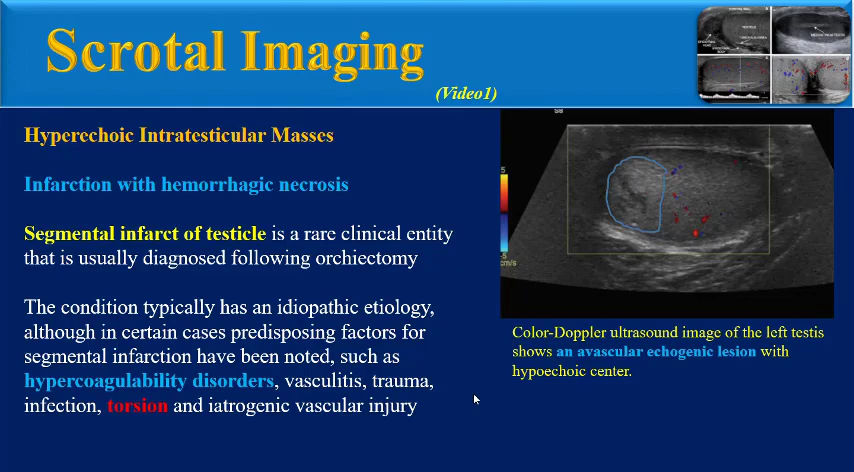 Scrotal Imaging
(Video1)
Hyperechoic Intratesticular Masses
Infarction with hemorrhagic necrosis
Segmental infarct of testicle is a rare clinical entity
that is usually diagnosed following orchiectomy
The condition typically has an idiopathic etiology,
although in certain cases predisposing factors for
segmental infarction have been noted, such as
hypercoagulability disorders, vasculitis, trauma,
infection, torsion and iatrogenic vascular injury
5
-5
cm/s
Color-Doppler ultrasound image of the left testis
shows an avascular echogenic lesion with
hypoechoic center.